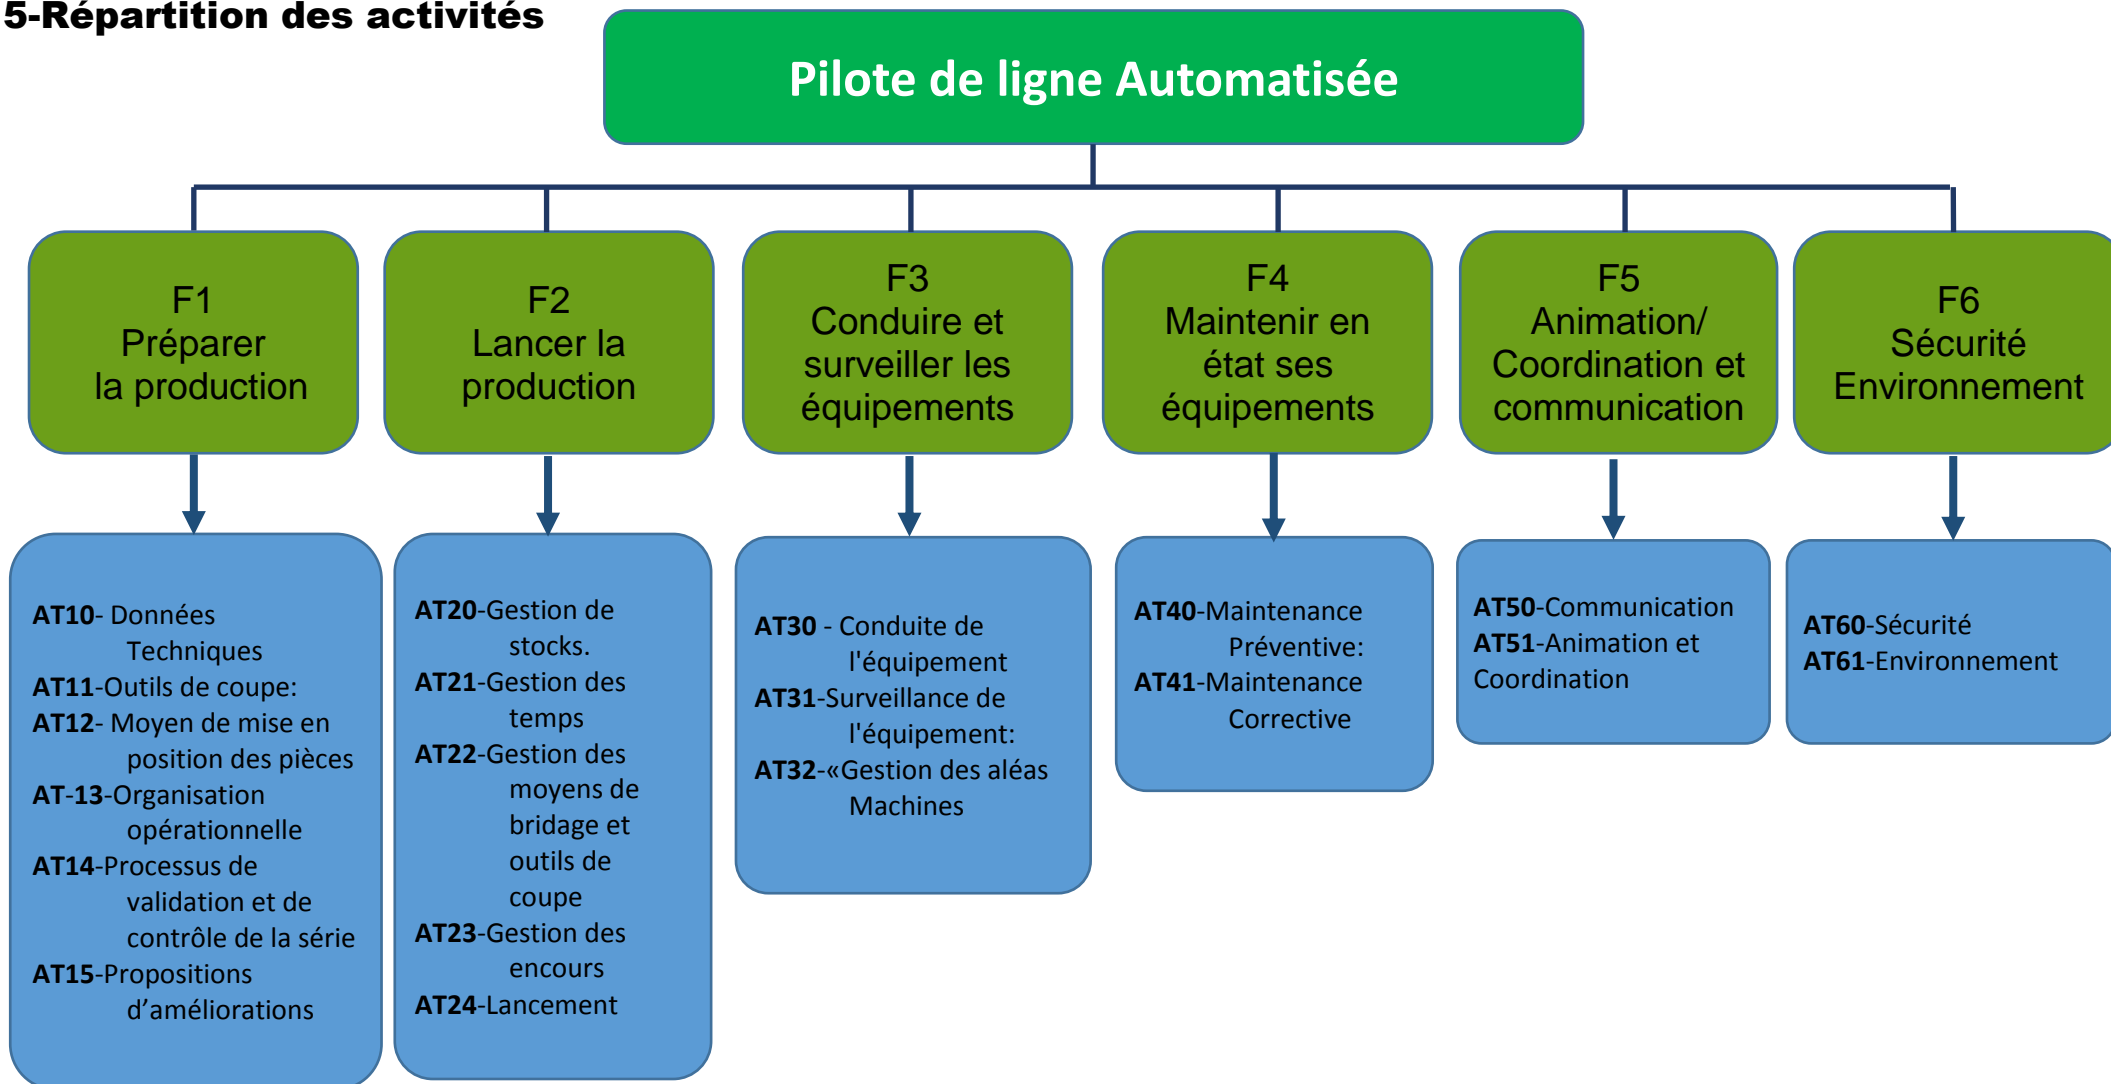 5-Répartition des activités
Pilote de ligne Automatisée
F1
Préparer
la production
F2
Lancer la
production
F3
Conduire et
surveiller les
équipements
F4
Maintenir en
état ses
équipements
F5
Animation/
Coordination et
communication
F6
Sécurité
Environnement
AT10- Données
Techniques
AT11-Outils de coupe:
AT12- Moyen de mise en
position des pièces
AT-13-Organisation
opérationnelle
AT14-Processus de
validation et de
contrôle de la série
AT15-Propositions
d’améliorations
AT20-Gestion de
stocks.
AT21-Gestion des
temps
AT22-Gestion des
moyens de
bridage et
outils de
coupe
AT23-Gestion des
encours
AT24-Lancement
AT30 - Conduite de
l'équipement
AT31-Surveillance de
l'équipement:
AT32-«Gestion des aléas
Machines
AT40-Maintenance
Préventive:
AT41-Maintenance
Corrective
AT50-Communication
AT51-Animation et
Coordination
AT60-Sécurité
AT61-Environnement